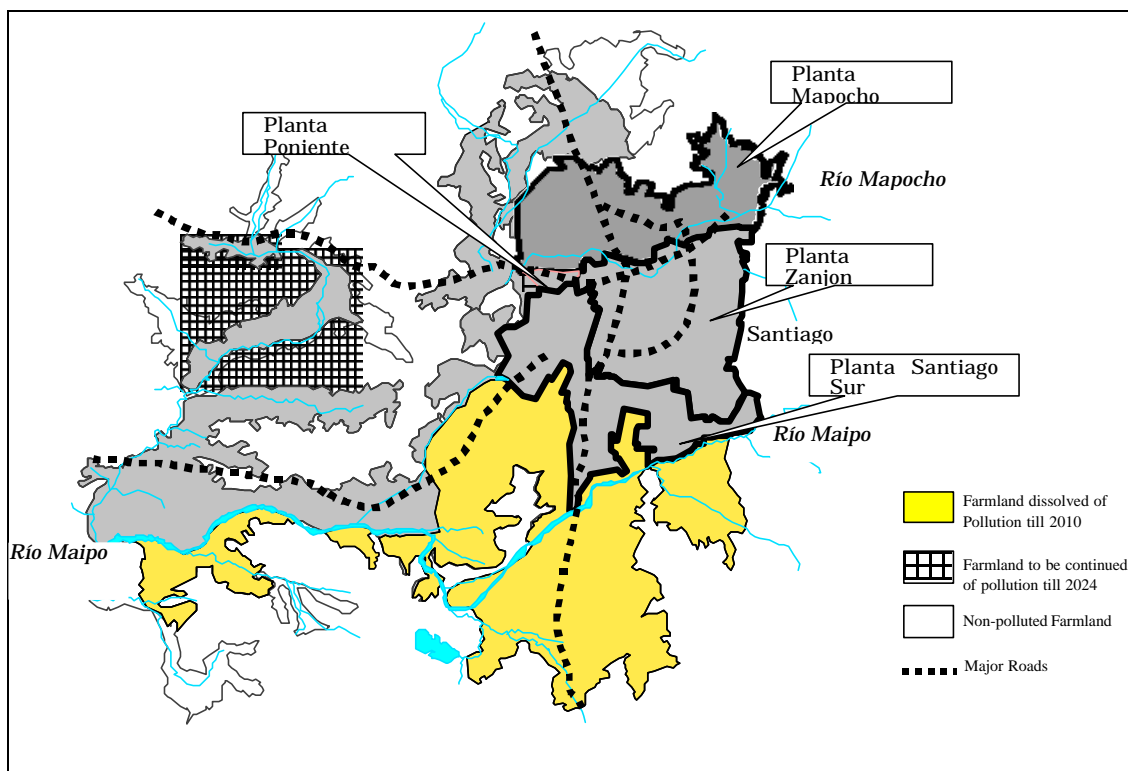 Planta
Mapocho
Planta
Poniente
Río Mapocho
Planta
Zanjon
Santiago
Planta Santiago
Sur
Río Maipo
Farmland dissolved of
Pollution till 2010
Río Maipo
Farmland to be continued
of pollution till 2024
Non-polluted Farmland
Major Roads